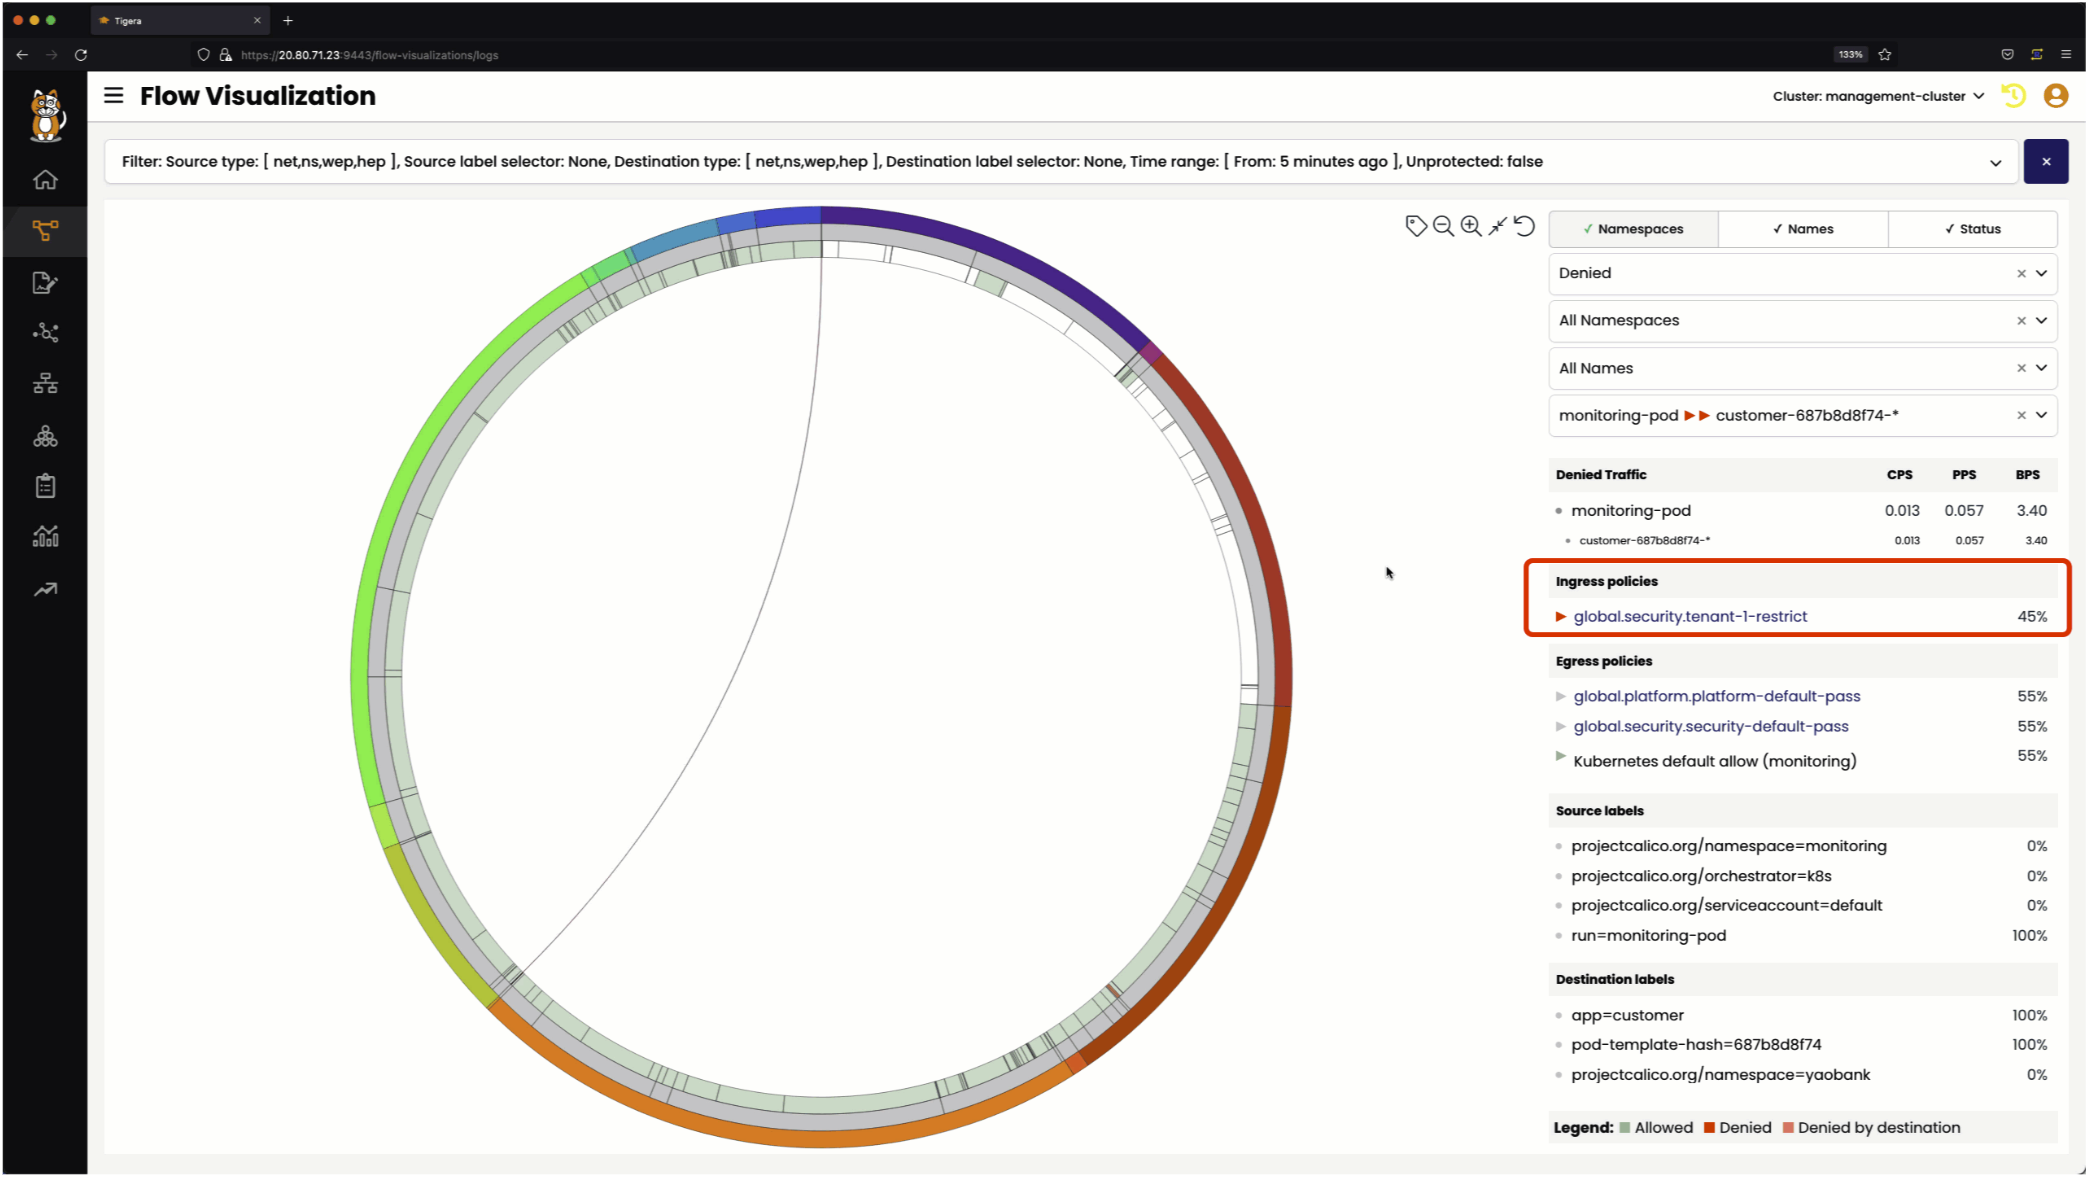 Tigera
https://20.80.71.23:9443/flow-visualizations/logs
133%
Flow Visualization
Cluster: management-cluster
Filter: Source type: [ net,ns,wep,hep ], Source label selector: None, Destination type: [ net,ns,wep,hep ], Destination label selector: None, Time range: [ From: 5 minutes ago ], Unprotected: false
Namespaces Names Status
Denied
All Namespaces
All Names
monitoring-pod customer-687b8d8f74-*
Denied Traffic CPS PPS BPS
monitoring-pod 0.013 0.057 3.40
customer-687b8d8f74-* 0.013 0.057 3.40
Ingress policies
global.security.tenant-1-restrict 45%
Egress policies
global.platform.platform-default-pass 55%
global.security.security-default-pass 55%
Kubernetes default allow (monitoring) 55%
Source labels
projectcalico.org/namespace=monitoring 0%
projectcalico.org/orchestrator=k8s 0%
projectcalico.org/serviceaccount=default 0%
run=monitoring-pod 100%
Destination labels
app=customer 100%
pod-template-hash=687b8d8f74 100%
projectcalico.org/namespace=yaobank 0%
Legend: Allowed Denied Denied by destination